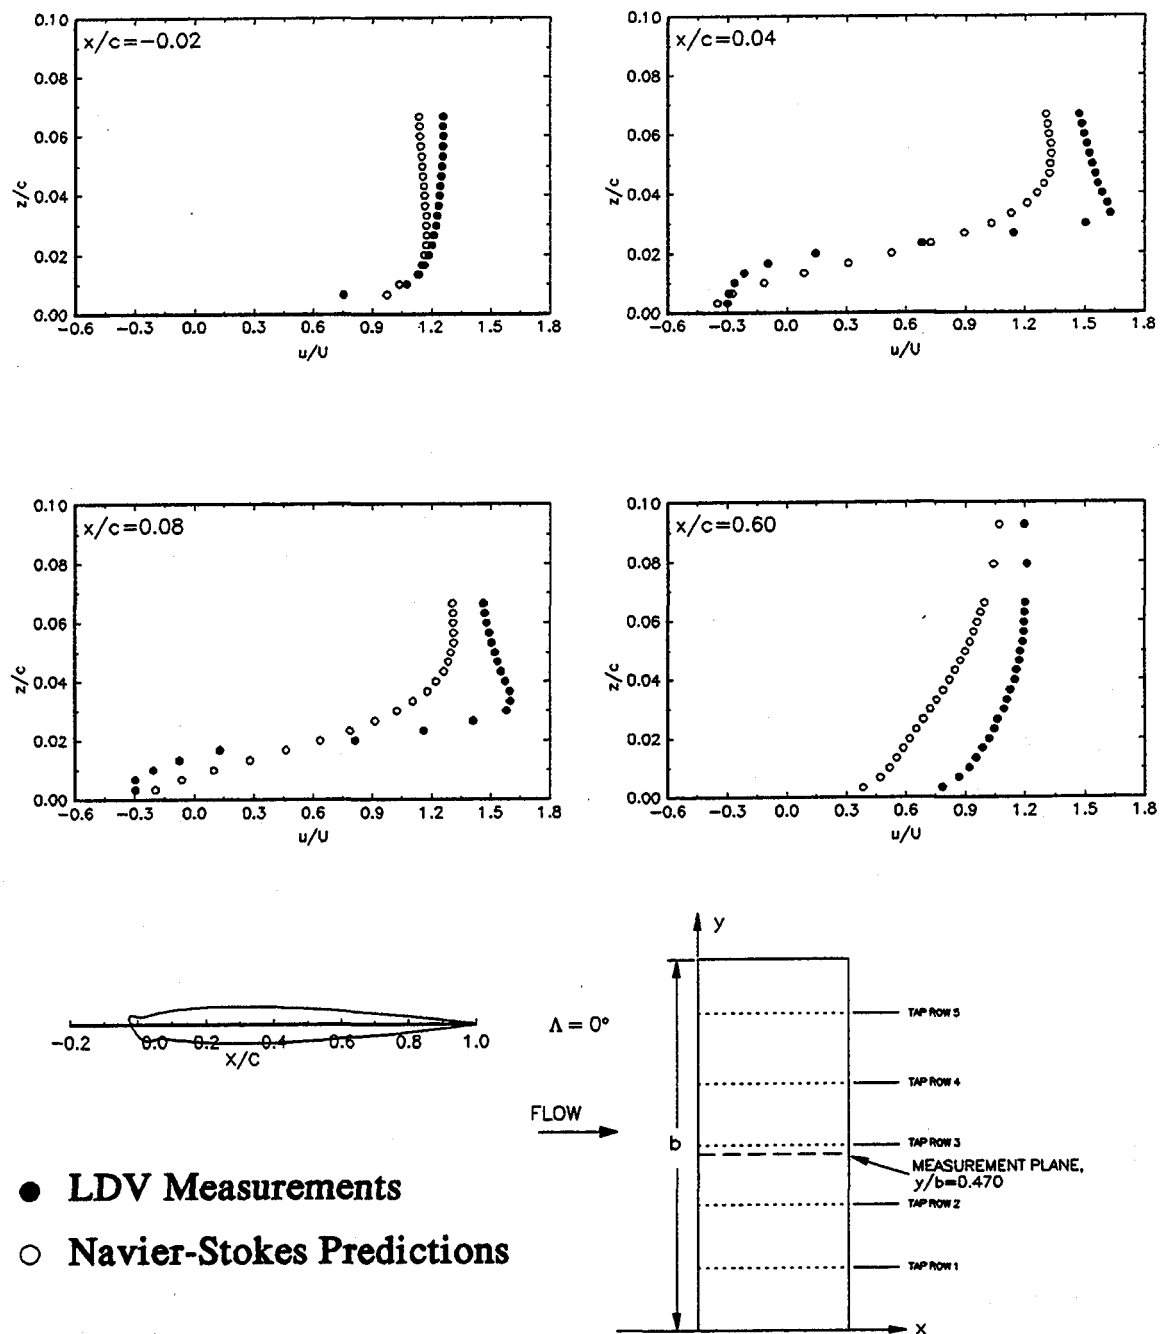 x/c=−0.02
0.10
0.08
0.06
0.04
0.02
0.00
z/c
−0.6 −0.3 0.0 0.3 0.6 0.9 1.2 1.5 1.8
u/U
x/c=0.04
0.10
0.08
0.06
0.04
0.02
0.00
z/c
−0.6 −0.3 0.0 0.3 0.6 0.9 1.2 1.5 1.8
u/U
x/c=0.08
0.10
0.08
0.06
0.04
0.02
0.00
z/c
−0.6 −0.3 0.0 0.3 0.6 0.9 1.2 1.5 1.8
u/U
x/c=0.60
0.10
0.08
0.06
0.04
0.02
0.00
z/c
−0.6 −0.3 0.0 0.3 0.6 0.9 1.2 1.5 1.8
u/U
−0.2 0.0 0.2 0.4 0.6 0.8 1.0
X/C
Λ = 0°
FLOW
y
b
x
TAP ROW 5
TAP ROW 4
TAP ROW 3
MEASUREMENT PLANE,
y/b=0.470
TAP ROW 2
TAP ROW 1
LDV Measurements
Navier-Stokes Predictions